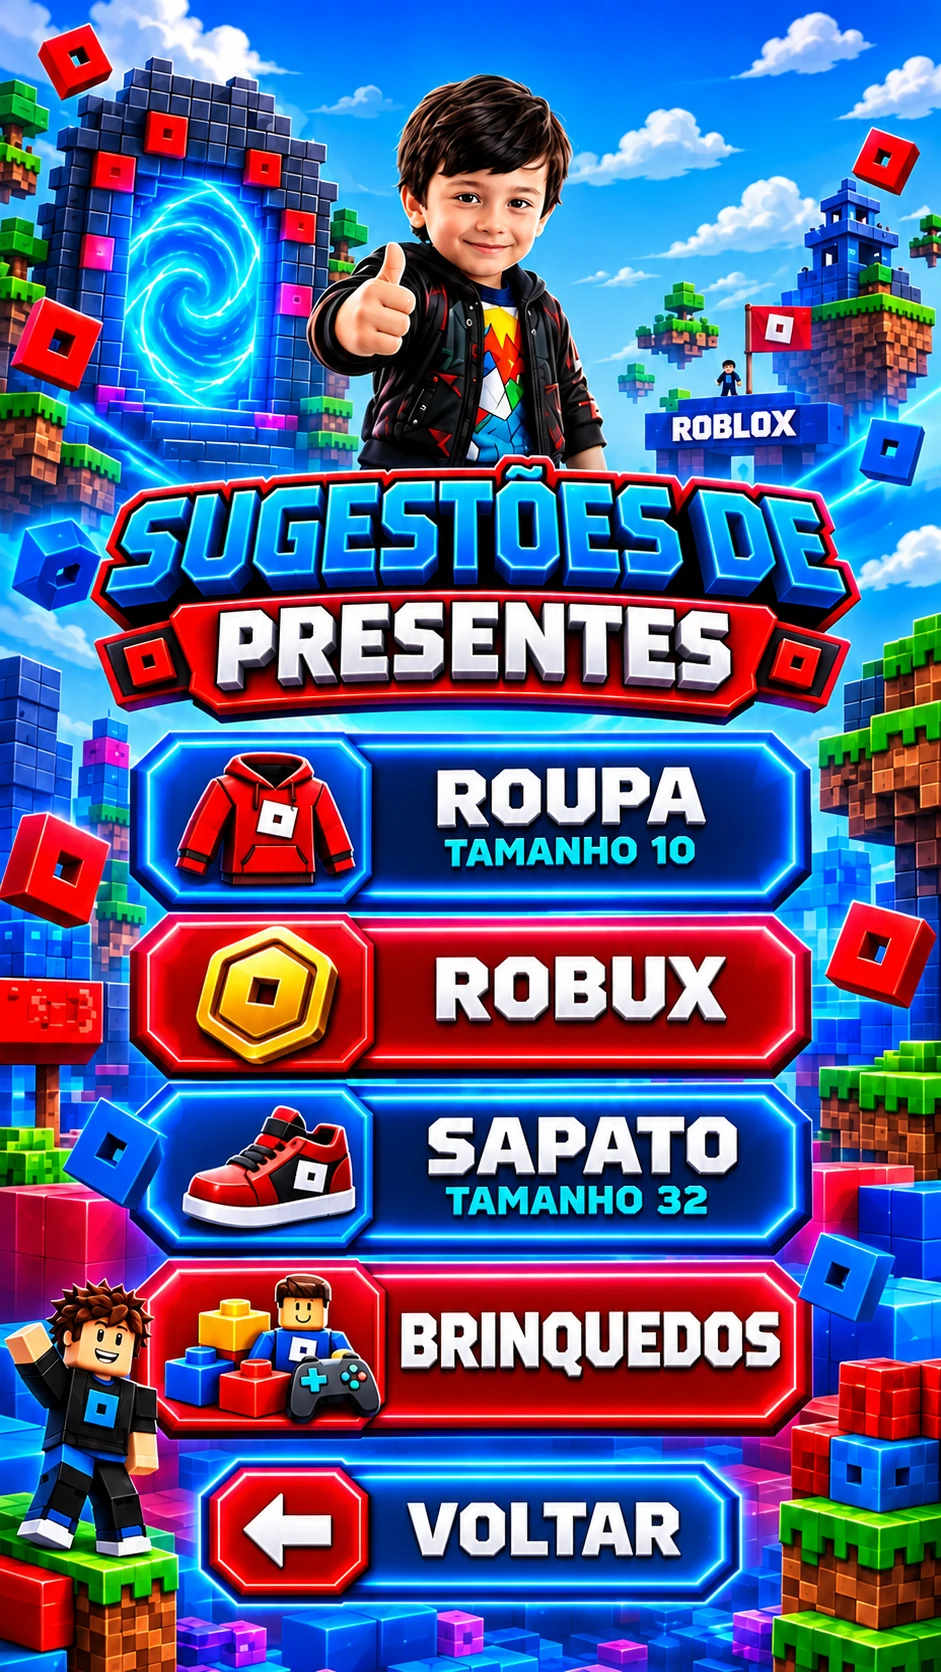 ROBLOX
SUGESTÕES DE
PRESENTES
ROUPA
TAMANHO 10
ROBUX
SAPATO
TAMANHO 32
BRINQUEDOS
VOLTAR